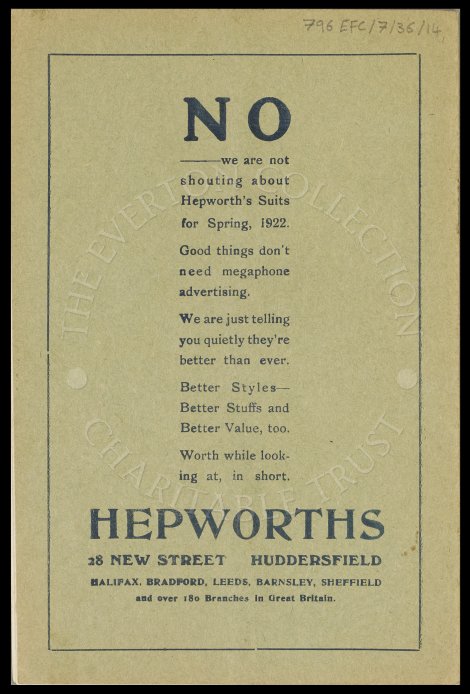 796 EFC/7/36/14
NO
——we are not
shouting about
Hepworth's Suits
for Spring, 1922.
Good things don't
need megaphone
advertising.
We are just telling
you quietly they're
better than ever.
Better Styles—
Better Stuffs and
Better Value, too.
Worth while look-
ing at, in short.
HEPWORTHS
28 NEW STREET HUDDERSFIELD
HALIFAX, BRADFORD, LEEDS, BARNSLEY, SHEFFIELD
and over 180 Branches in Great Britain.
THE EVERTON COLLECTION
CHARITABLE TRUST